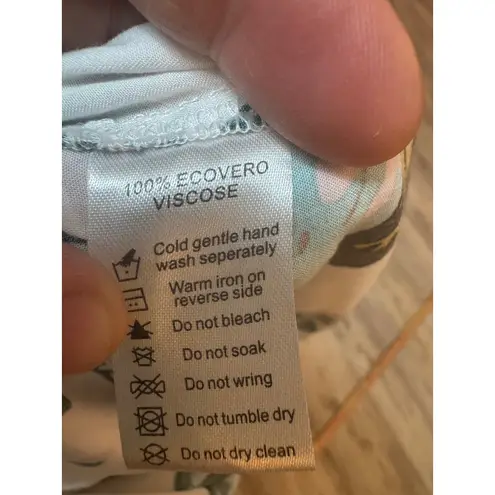 100% ECOVERO
VISCOSE
Cold gentle hand
wash seperately
Warm iron on
reverse side
Do not bleach
Do not soak
Do not wring
Do not tumble dry
Do not dry clean